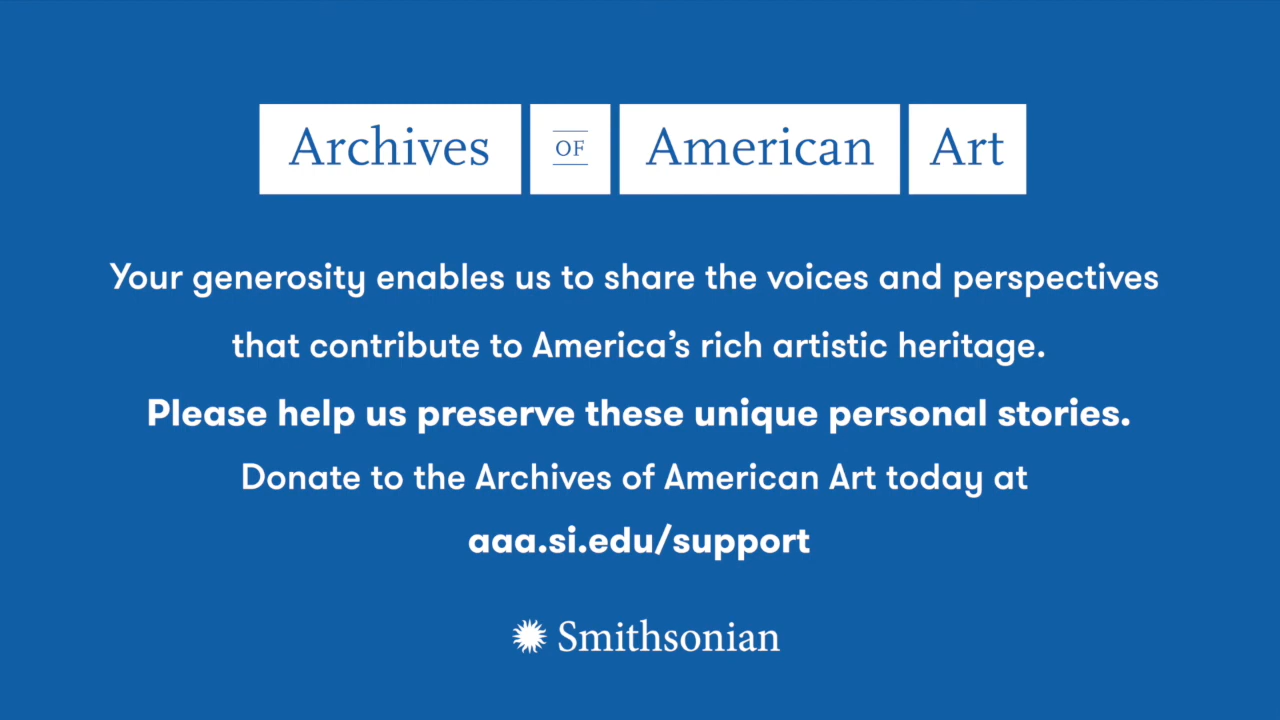 Archives OF American Art
Your generosity enables us to share the voices and perspectives
that contribute to America’s rich artistic heritage.
Please help us preserve these unique personal stories.
Donate to the Archives of American Art today at
aaa.si.edu/support
Smithsonian